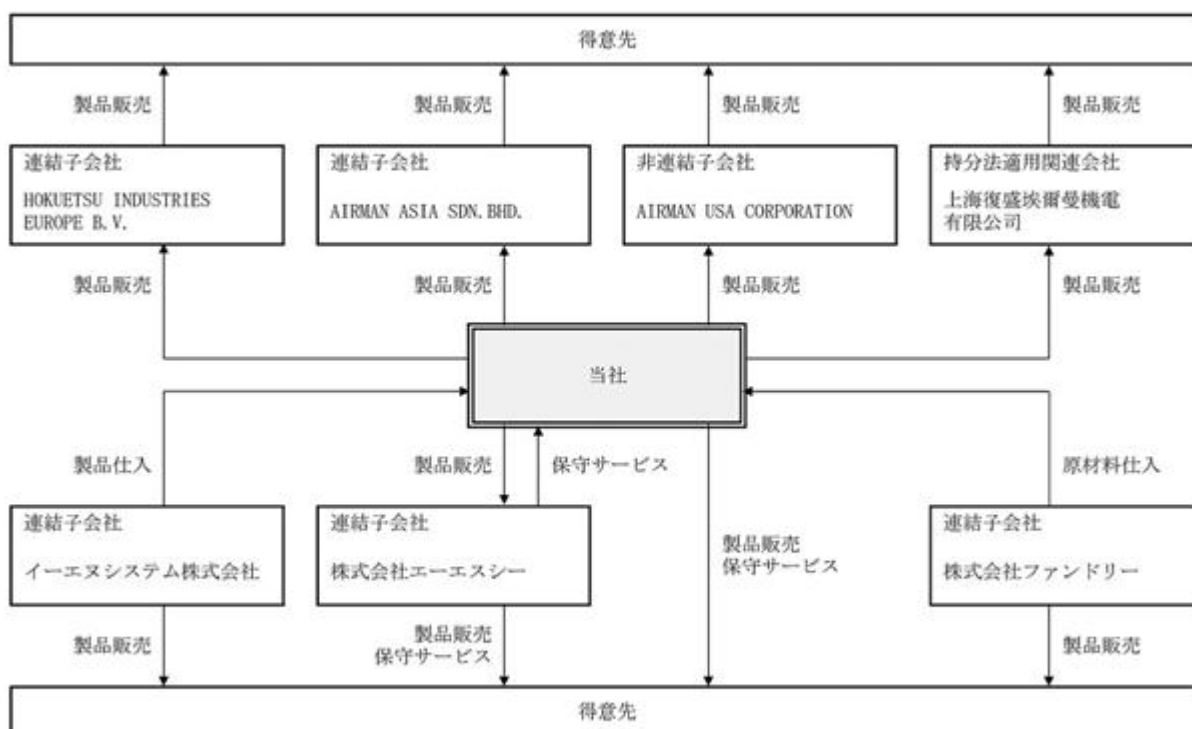 得意先
製品販売
製品販売
製品販売
製品販売
連結子会社
HOKUETSU INDUSTRIES
EUROPE B.V.
連結子会社
AIRMAN ASIA SDN.BHD.
非連結子会社
AIRMAN USA CORPORATION
持分法適用関連会社
上海復盛埃爾曼機電
有限公司
製品販売
製品販売
製品販売
製品販売
当社
製品仕入
製品販売
保守サービス
原材料仕入
連結子会社
イーエヌシステム株式会社
連結子会社
株式会社エーエスシー
製品販売
保守サービス
連結子会社
株式会社ファンドリー
製品販売
製品販売
保守サービス
製品販売
得意先